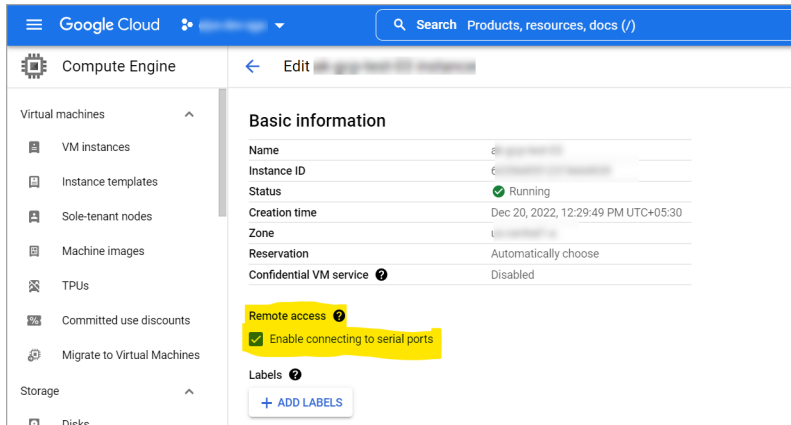 Google Cloud
Search Products, resources, docs (/)
Compute Engine
Edit
Virtual machines
VM instances
Instance templates
Sole-tenant nodes
Machine images
TPUs
Committed use discounts
Migrate to Virtual Machines
Storage
Disks
Basic information
Name
Instance ID
Status Running
Creation time Dec 20, 2022, 12:29:49 PM UTC+05:30
Zone
Reservation Automatically choose
Confidential VM service ? Disabled
Remote access ?
Enable connecting to serial ports
Labels ?
+ ADD LABELS